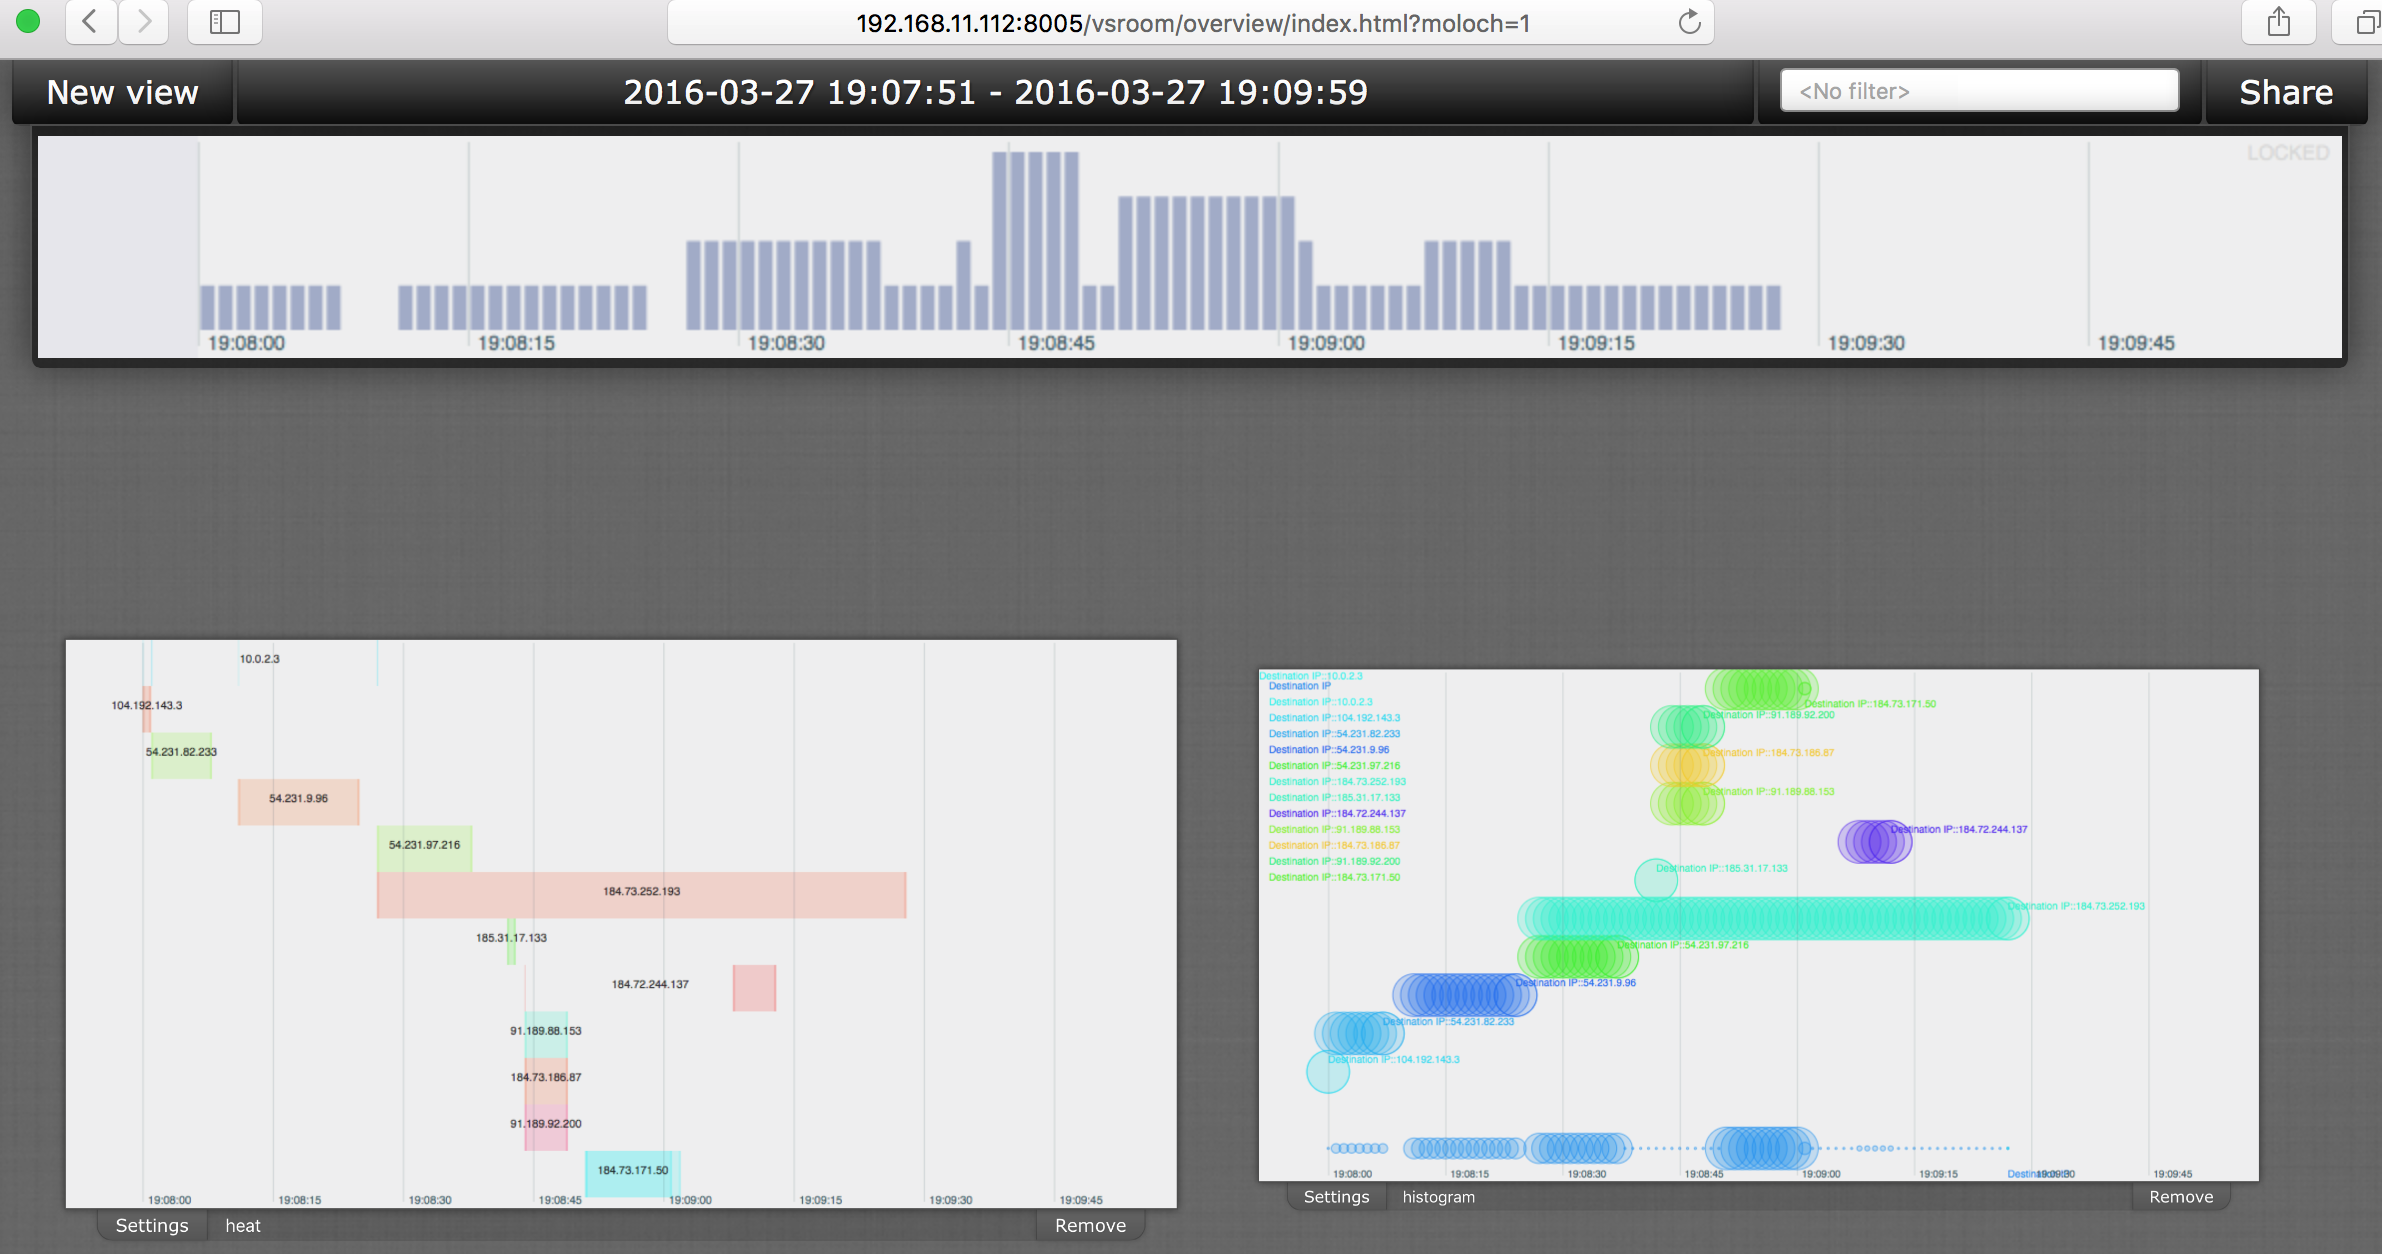 192.168.11.112:8005/vsroom/overview/index.html?moloch=1
New view
2016-03-27 19:07:51 - 2016-03-27 19:09:59
<No filter>
Share
LOCKED
19:08:00 19:08:15 19:08:30 19:08:45 19:09:00 19:09:15 19:09:30 19:09:45
10.0.2.3
104.192.143.3
54.231.82.233
54.231.9.96
54.231.97.216
184.73.252.193
185.31.17.133
184.72.244.137
91.189.88.153
184.73.186.87
91.189.92.200
184.73.171.50
19:08:00 19:08:15 19:08:30 19:08:45 19:09:00 19:09:15 19:09:30 19:09:45
Settings heat Remove
Destination IP::10.0.2.3
Destination IP
Destination IP::10.0.2.3
Destination IP::104.192.143.3
Destination IP::54.231.82.233
Destination IP::54.231.9.96
Destination IP::54.231.97.216
Destination IP::184.73.252.193
Destination IP::185.31.17.133
Destination IP::184.72.244.137
Destination IP::91.189.88.153
Destination IP::184.73.186.87
Destination IP::91.189.92.200
Destination IP::184.73.171.50
Destination IP::184.73.171.50
Destination IP::91.189.92.200
Destination IP::184.73.186.87
Destination IP::91.189.88.153
Destination IP::184.72.244.137
Destination IP::185.31.17.133
Destination IP::184.73.252.193
Destination IP::54.231.97.216
Destination IP::54.231.9.96
Destination IP::54.231.82.233
Destination IP::104.192.143.3
19:08:00 19:08:15 19:08:30 19:08:45 19:09:00 19:09:15 Destination IP 19:09:30 19:09:45
Settings histogram Remove